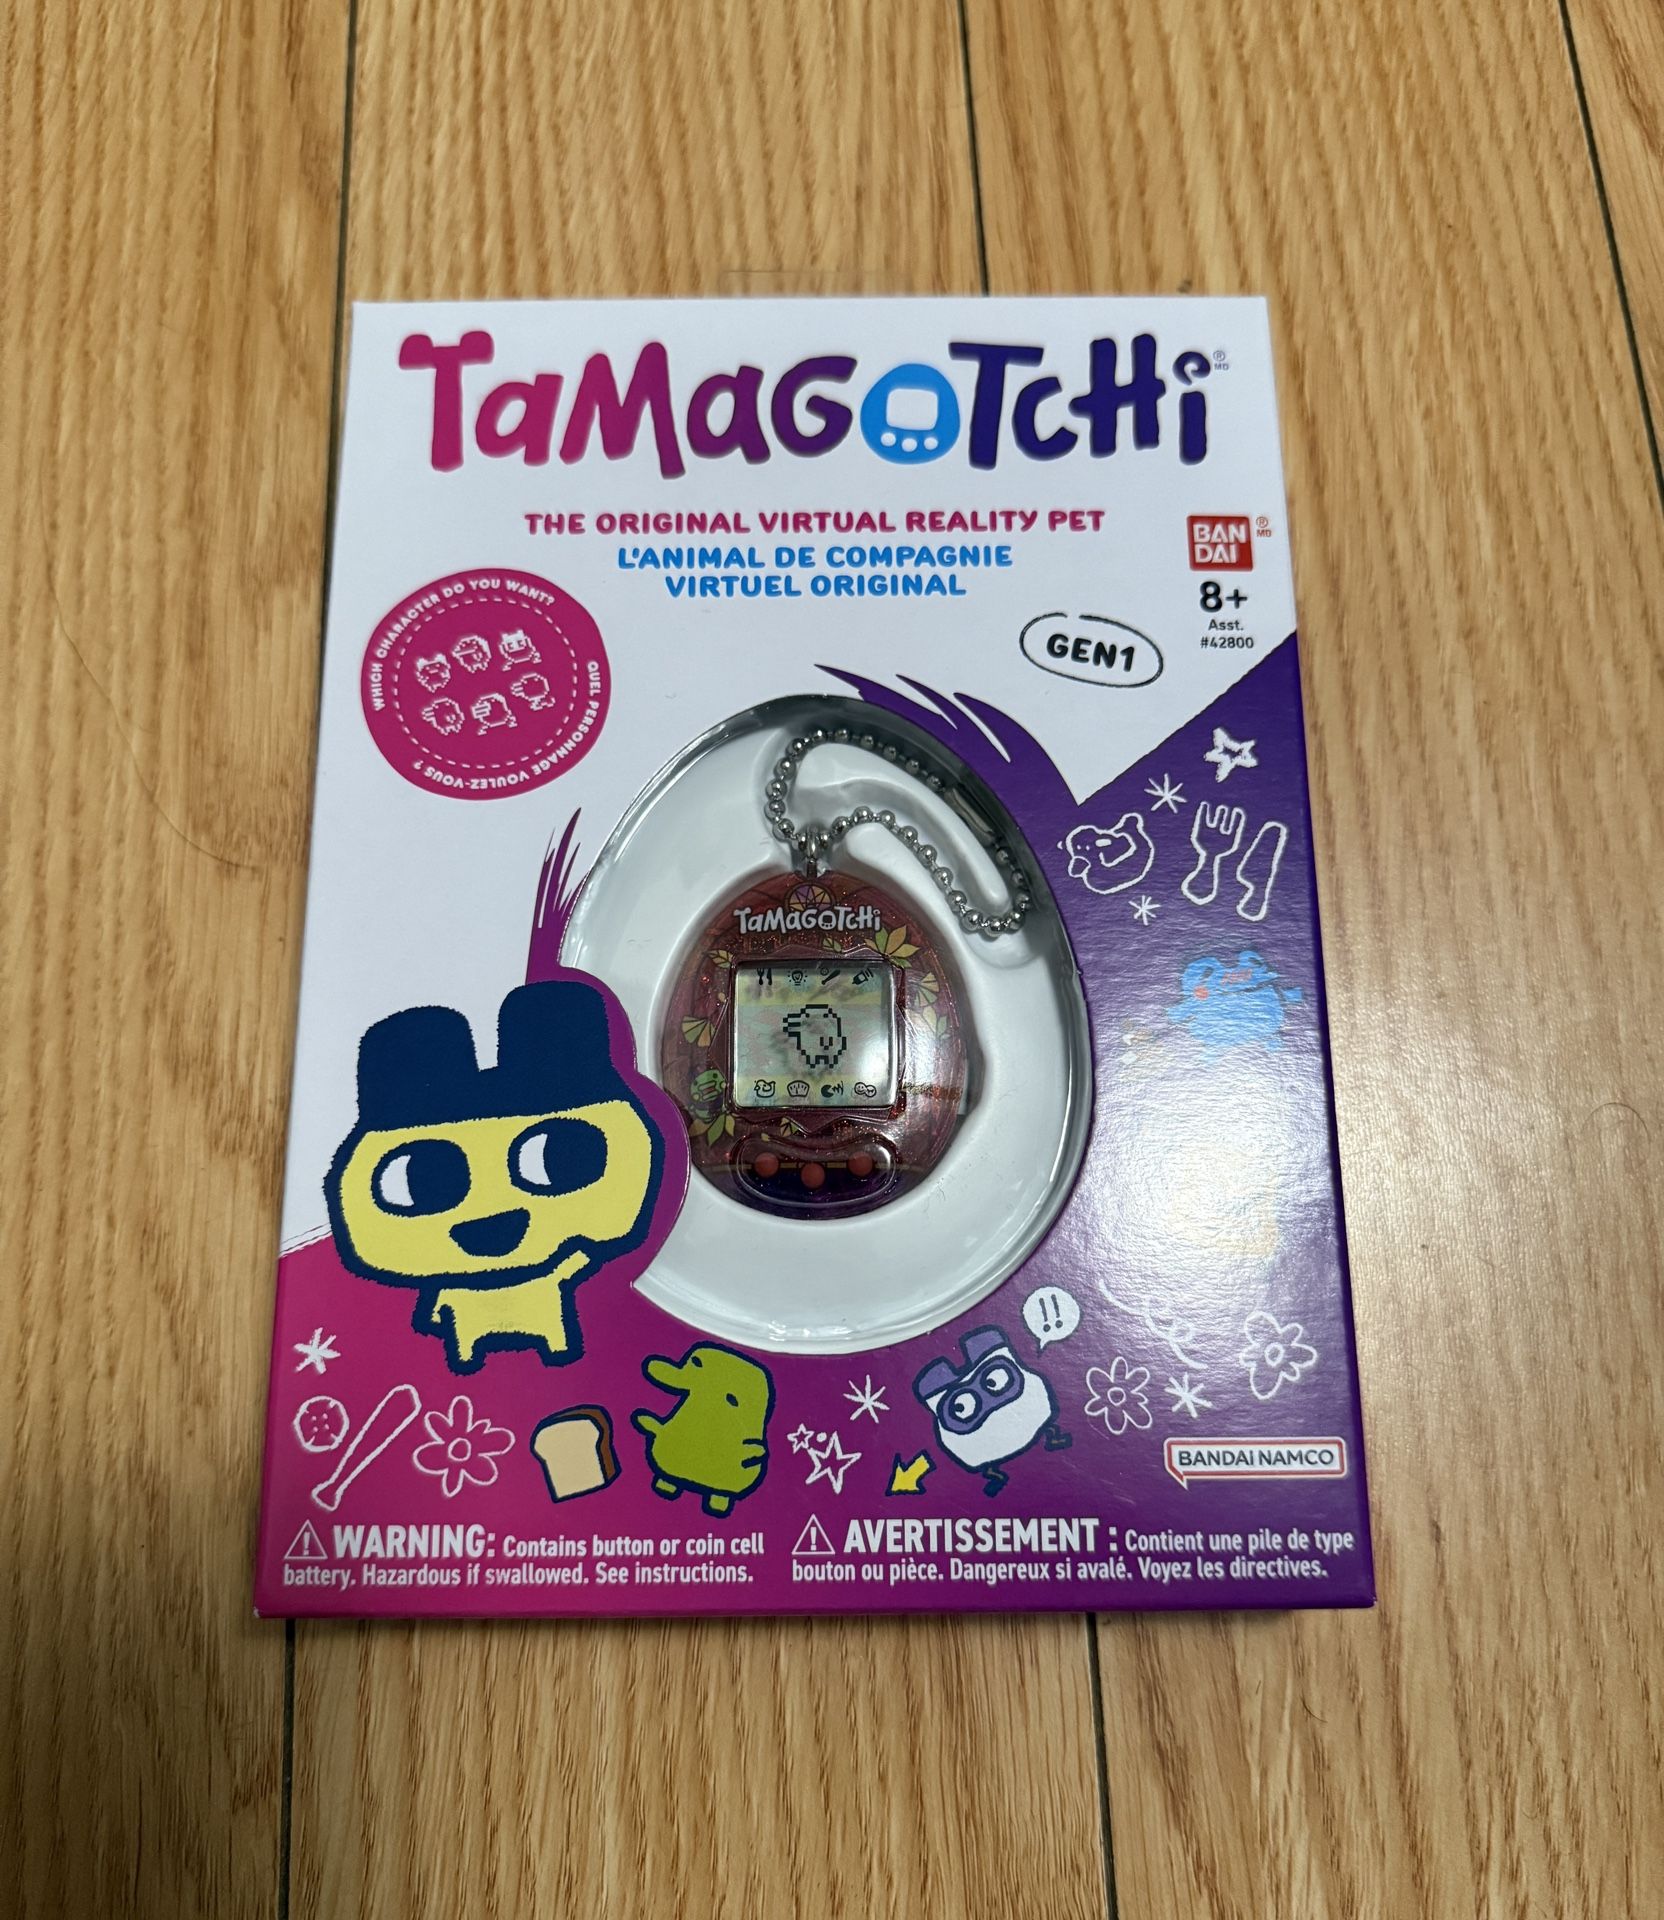 TaMaGoTcHi
® MD
THE ORIGINAL VIRTUAL REALITY PET
L'ANIMAL DE COMPAGNIE
VIRTUEL ORIGINAL
BAN
DAI
® MD
8+
Asst.
#42800
WHICH CHARACTER DO YOU WANT?
QUEL PERSONNAGE VOULEZ-VOUS ?
GEN1
TaMaGoTcHi
!!
BANDAI NAMCO
WARNING: Contains button or coin cell
battery. Hazardous if swallowed. See instructions.
AVERTISSEMENT : Contient une pile de type
bouton ou pièce. Dangereux si avalé. Voyez les directives.